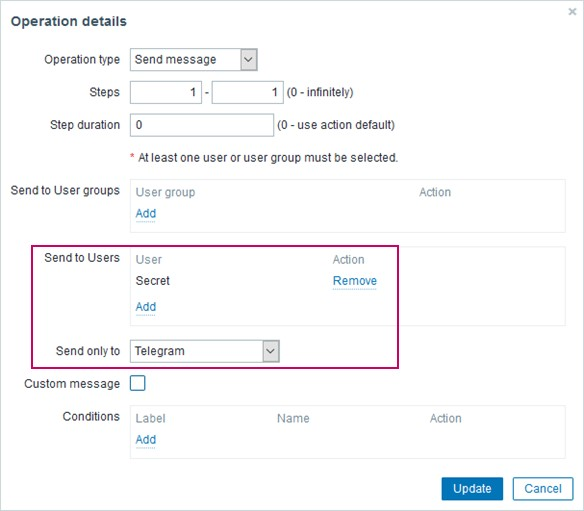 Operation details
Operation type Send message
Steps 1 - 1 (0 - infinitely)
Step duration 0 (0 - use action default)
* At least one user or user group must be selected.
Send to User groups User group Action
Add
Send to Users User Action
Secret Remove
Add
Send only to Telegram
Custom message
Conditions Label Name Action
Add
Update Cancel